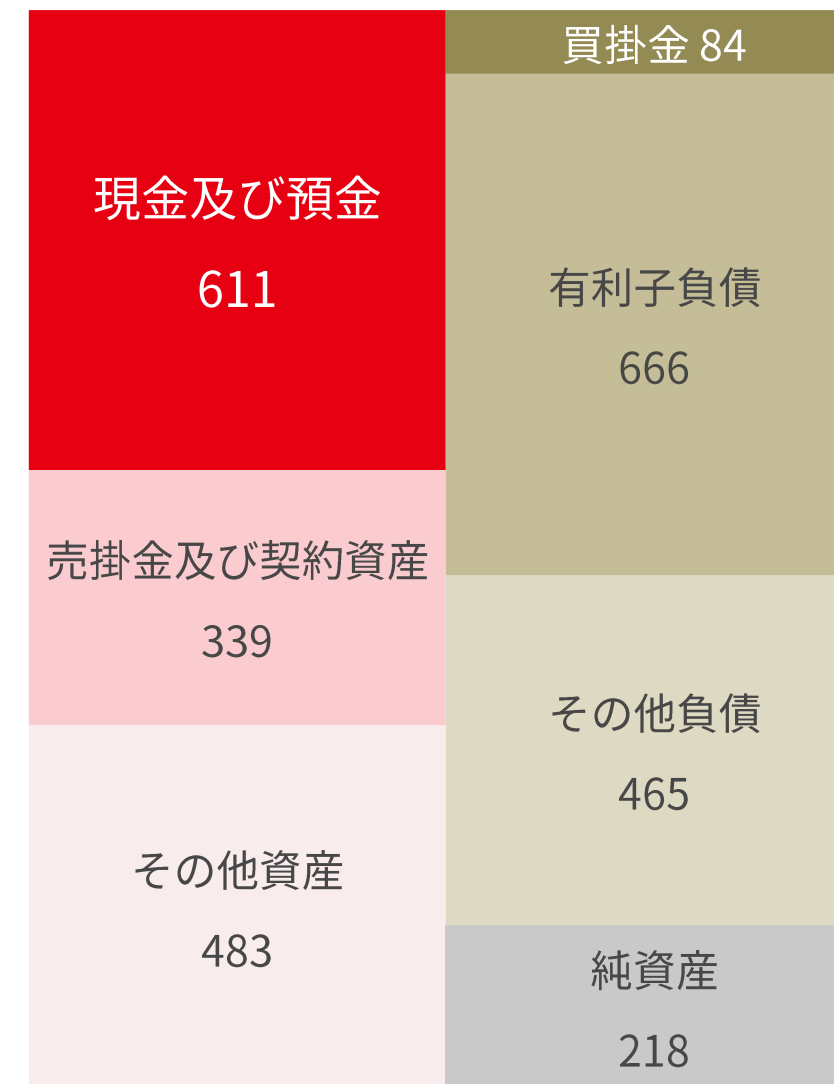 現金及び預金
611
売掛金及び契約資産
339
その他資産
483
買掛金 84
有利子負債
666
その他負債
465
純資産
218